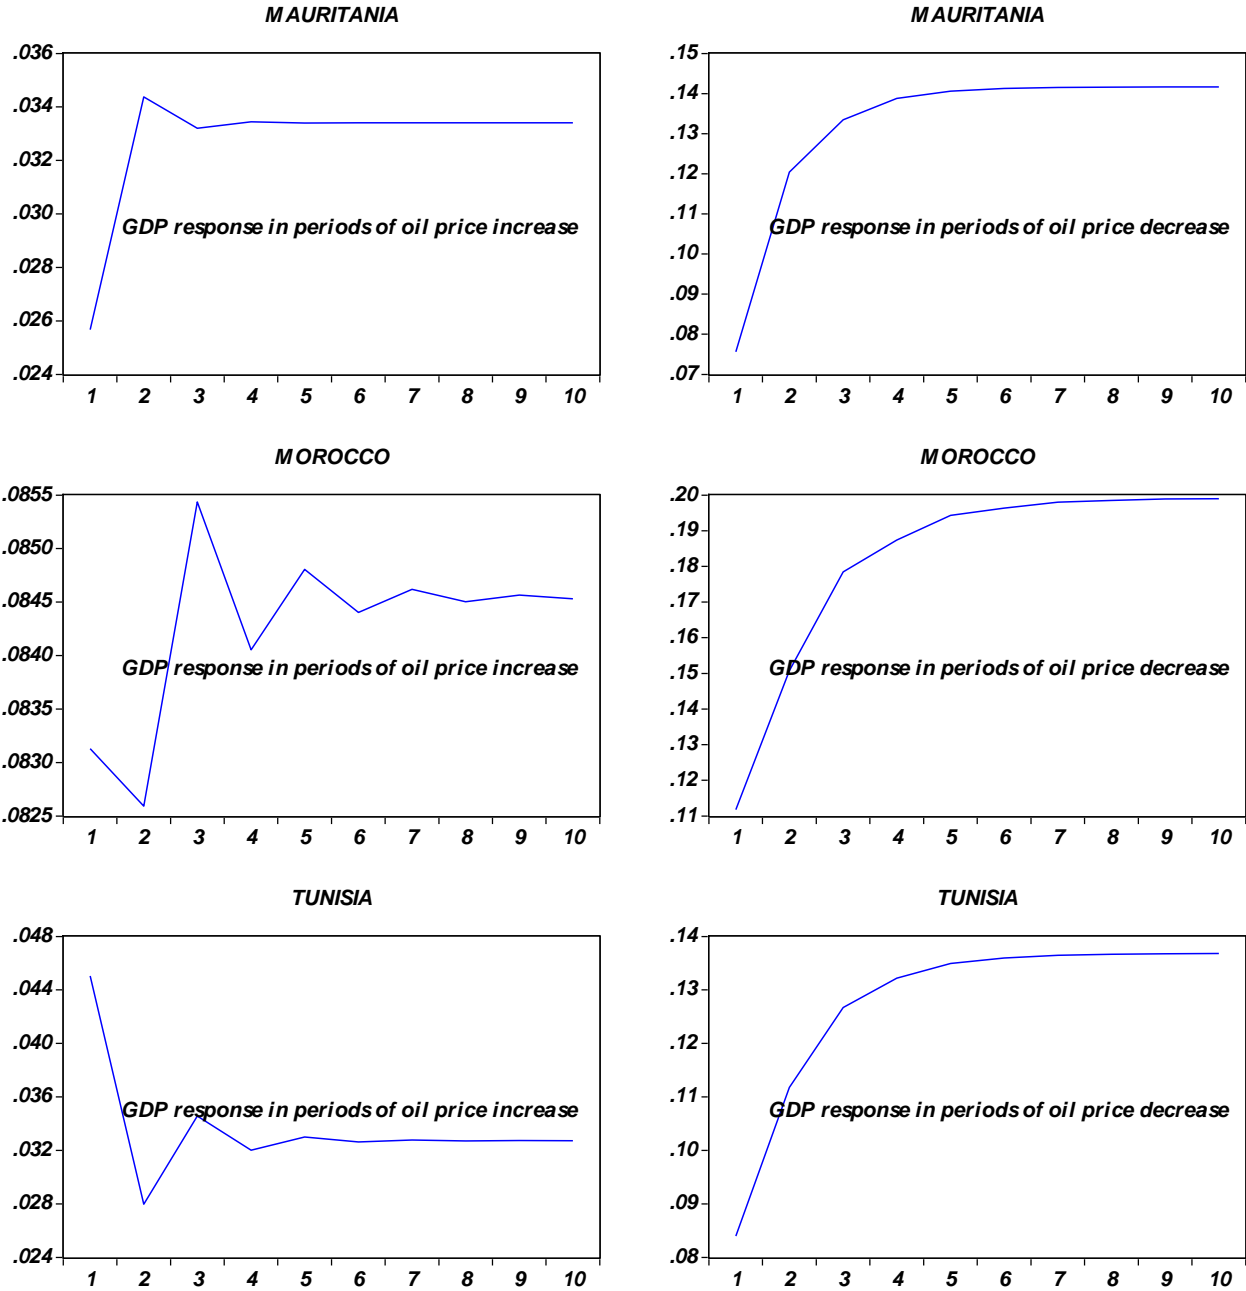 MAURITANIA
.036
.034
.032
.030
.028
.026
.024
GDP response in periods of oil price increase
1 2 3 4 5 6 7 8 9 10
MAURITANIA
.15
.14
.13
.12
.11
.10
.09
.08
.07
GDP response in periods of oil price decrease
1 2 3 4 5 6 7 8 9 10
MOROCCO
.0855
.0850
.0845
.0840
.0835
.0830
.0825
GDP response in periods of oil price increase
1 2 3 4 5 6 7 8 9 10
MOROCCO
.20
.19
.18
.17
.16
.15
.14
.13
.12
.11
GDP response in periods of oil price decrease
1 2 3 4 5 6 7 8 9 10
TUNISIA
.048
.044
.040
.036
.032
.028
.024
GDP response in periods of oil price increase
1 2 3 4 5 6 7 8 9 10
TUNISIA
.14
.13
.12
.11
.10
.09
.08
GDP response in periods of oil price decrease
1 2 3 4 5 6 7 8 9 10